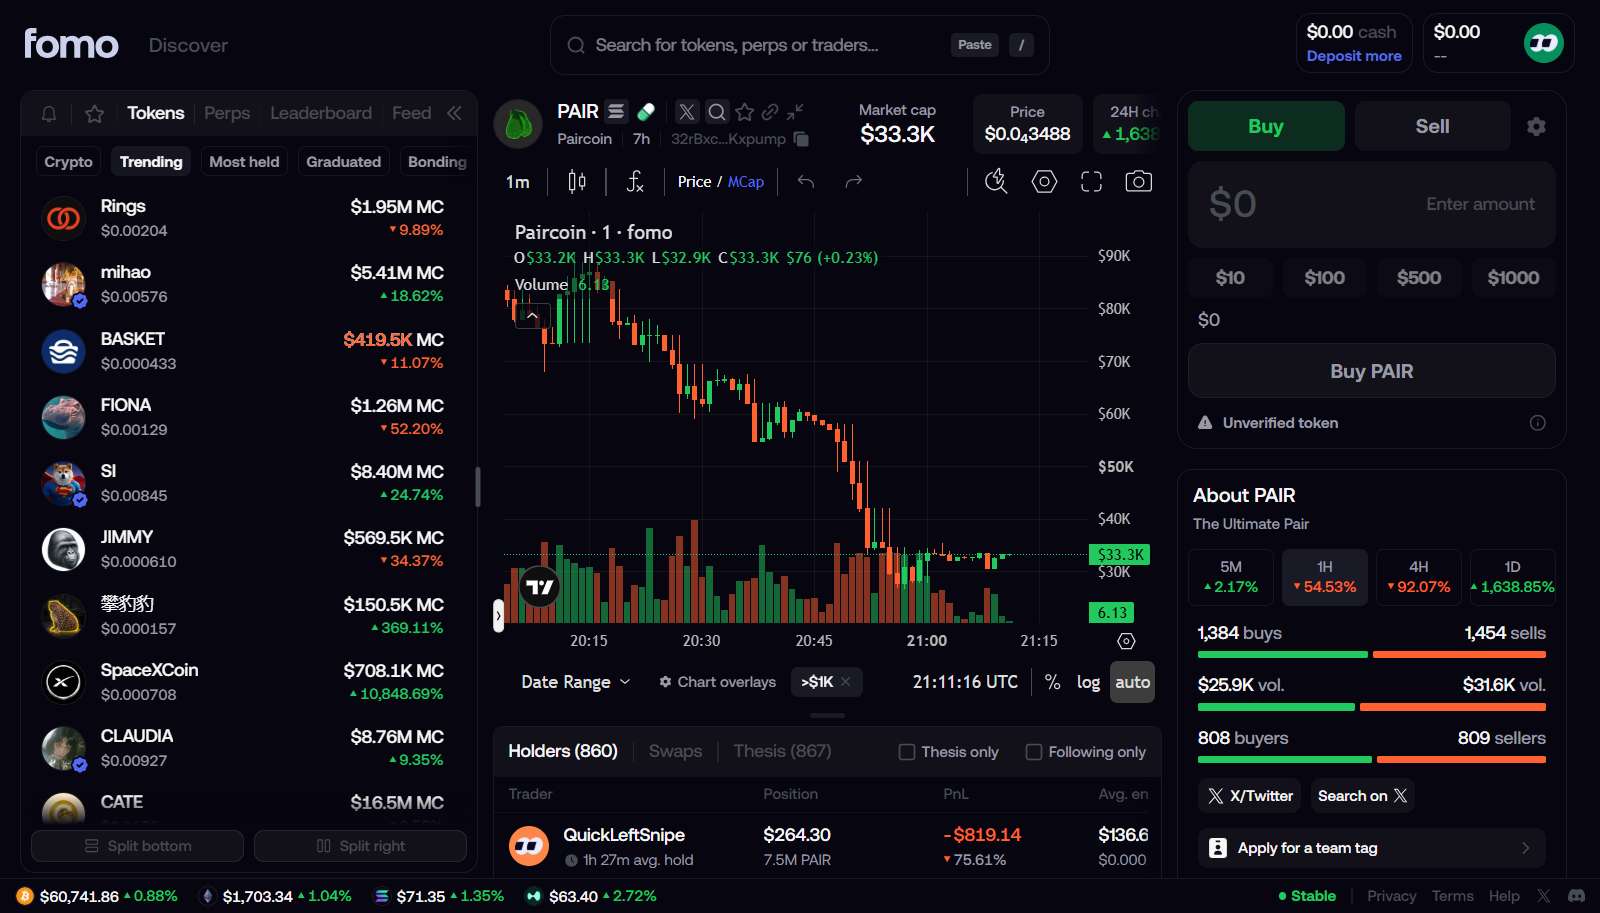 fomo
Discover
Search for tokens, perps or traders...
Paste
/
$0.00 cash
Deposit more
$0.00
--
Tokens
Perps
Leaderboard
Feed
Crypto
Trending
Most held
Graduated
Bonding
Rings
$0.00204
$1.95M MC
9.89%
mihao
$0.00576
$5.41M MC
18.62%
BASKET
$0.000433
$419.5K MC
11.07%
FIONA
$0.00129
$1.26M MC
52.20%
SI
$0.00845
$8.40M MC
24.74%
JIMMY
$0.000610
$569.5K MC
34.37%
攀豹豹
$0.000157
$150.5K MC
369.11%
SpaceXCoin
$0.000708
$708.1K MC
10,848.69%
CLAUDIA
$0.00927
$8.76M MC
9.35%
CATE
$16.5M MC
Split bottom
Split right
PAIR
Paircoin
7h
32rBxc...Kxpump
Market cap
$33.3K
Price
$0.0₄3488
24H ch
1,638
1m
Price / MCap
Paircoin · 1 · fomo
O$33.2K H$33.3K L$32.9K C$33.3K $76 (+0.23%)
Volume 6.13
$90K
$80K
$70K
$60K
$50K
$40K
$33.3K
$30K
6.13
20:15
20:30
20:45
21:00
21:15
Date Range
Chart overlays
>$1K
21:11:16 UTC
%
log
auto
Holders (860)
Swaps
Thesis (867)
Thesis only
Following only
Trader
Position
PnL
Avg. en
QuickLeftSnipe
1h 27m avg. hold
$264.30
7.5M PAIR
-$819.14
75.61%
$136.6
$0.000
Buy
Sell
$0
Enter amount
$10
$100
$500
$1000
$0
Buy PAIR
Unverified token
About PAIR
The Ultimate Pair
5M
2.17%
1H
54.53%
4H
92.07%
1D
1,638.85%
1,384 buys
1,454 sells
$25.9K vol.
$31.6K vol.
808 buyers
809 sellers
X/Twitter
Search on X
Apply for a team tag
$60,741.86 0.88%
$1,703.34 1.04%
$71.35 1.35%
$63.40 2.72%
Stable
Privacy
Terms
Help